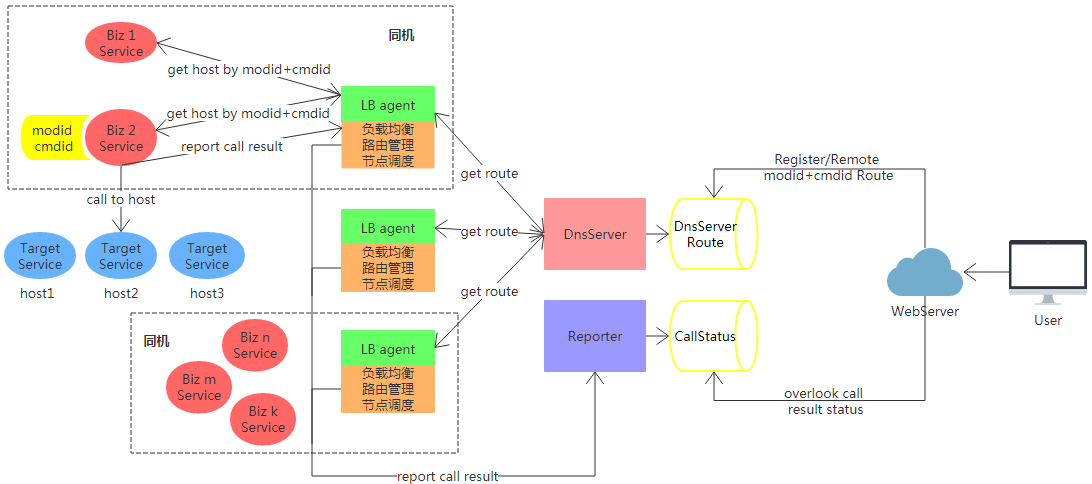 同机
Biz 1
Service
get host by modid+cmdid
get host by modid+cmdid
modid
cmdid
Biz 2
Service
report call result
LB agent
负载均衡
路由管理
节点调度
call to host
Target
Service
host1
Target
Service
host2
Target
Service
host3
LB agent
负载均衡
路由管理
节点调度
同机
Biz n
Service
Biz m
Service
Biz k
Service
LB agent
负载均衡
路由管理
节点调度
get route
get route
get route
report call result
DnsServer
DnsServer
Route
Register/Remote
modid+cmdid Route
Reporter
CallStatus
overlook call
result status
WebServer
User